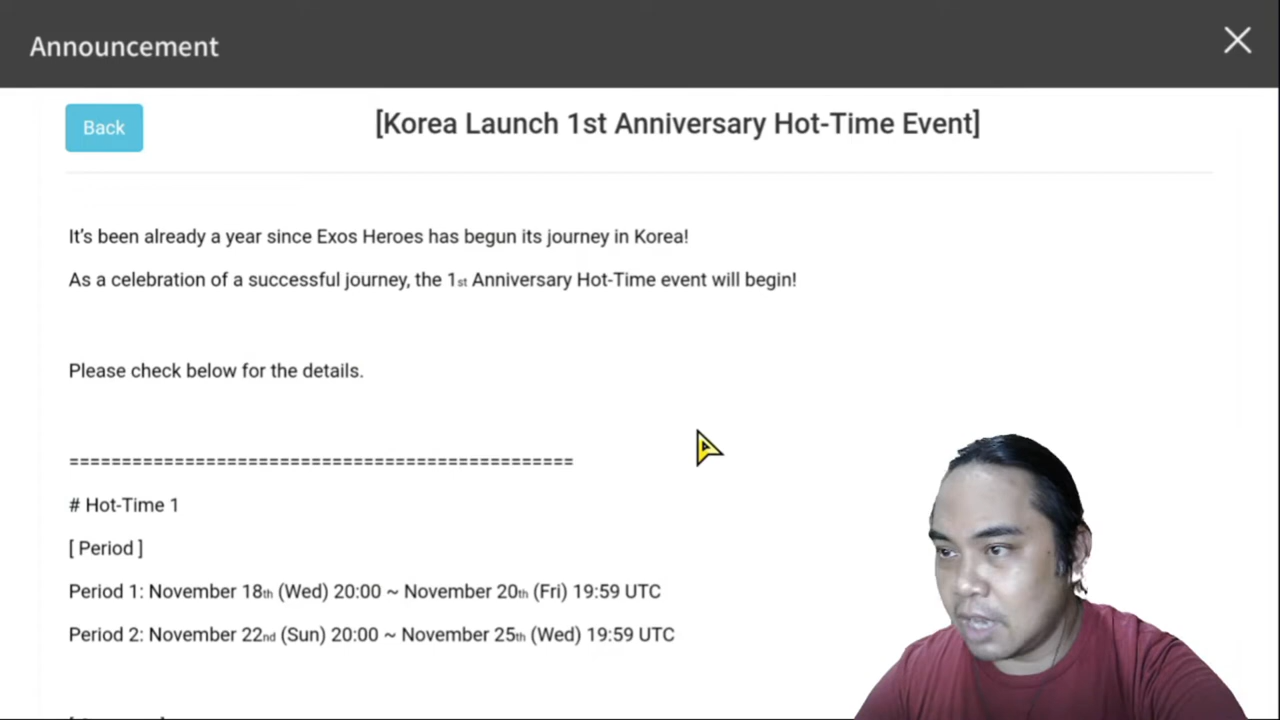 Announcement
Back
[Korea Launch 1st Anniversary Hot-Time Event]
It's been already a year since Exos Heroes has begun its journey in Korea!
As a celebration of a successful journey, the 1st Anniversary Hot-Time event will begin!
Please check below for the details.
================================================
# Hot-Time 1
[ Period ]
Period 1: November 18th (Wed) 20:00 ~ November 20th (Fri) 19:59 UTC
Period 2: November 22nd (Sun) 20:00 ~ November 25th (Wed) 19:59 UTC